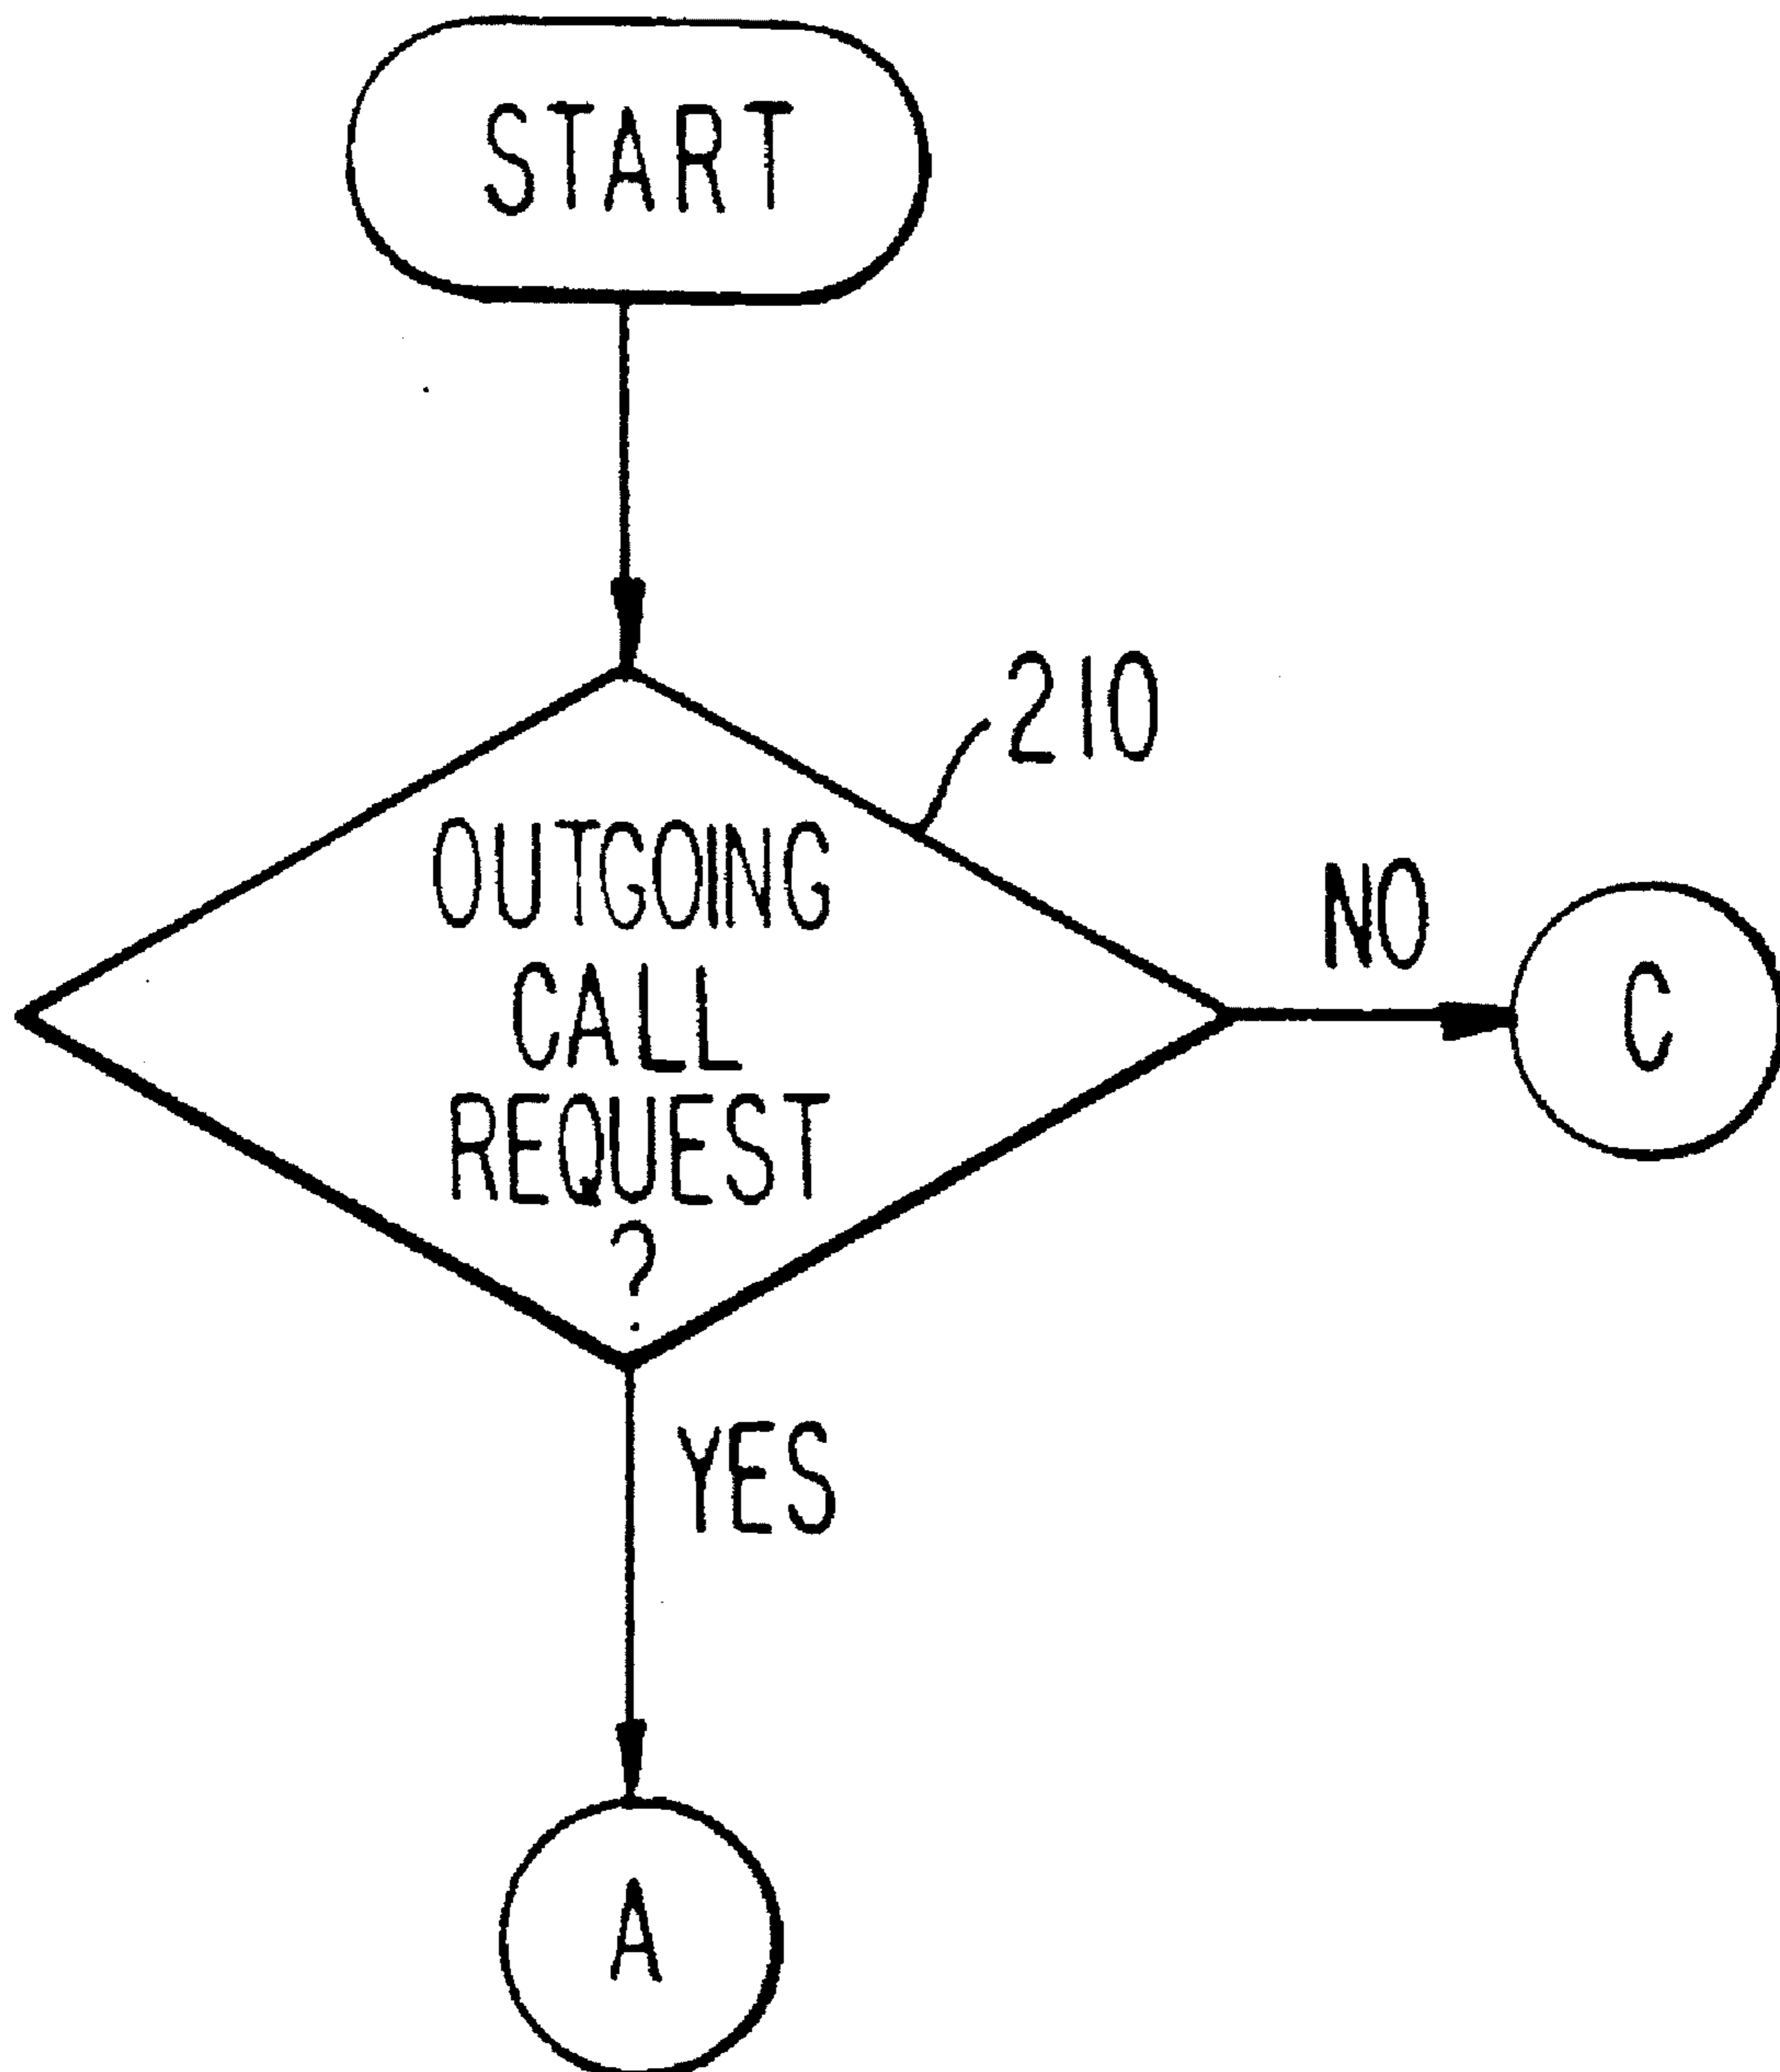 START
210
OUTGOING
CALL
REQUEST
?
NO
C
YES
A